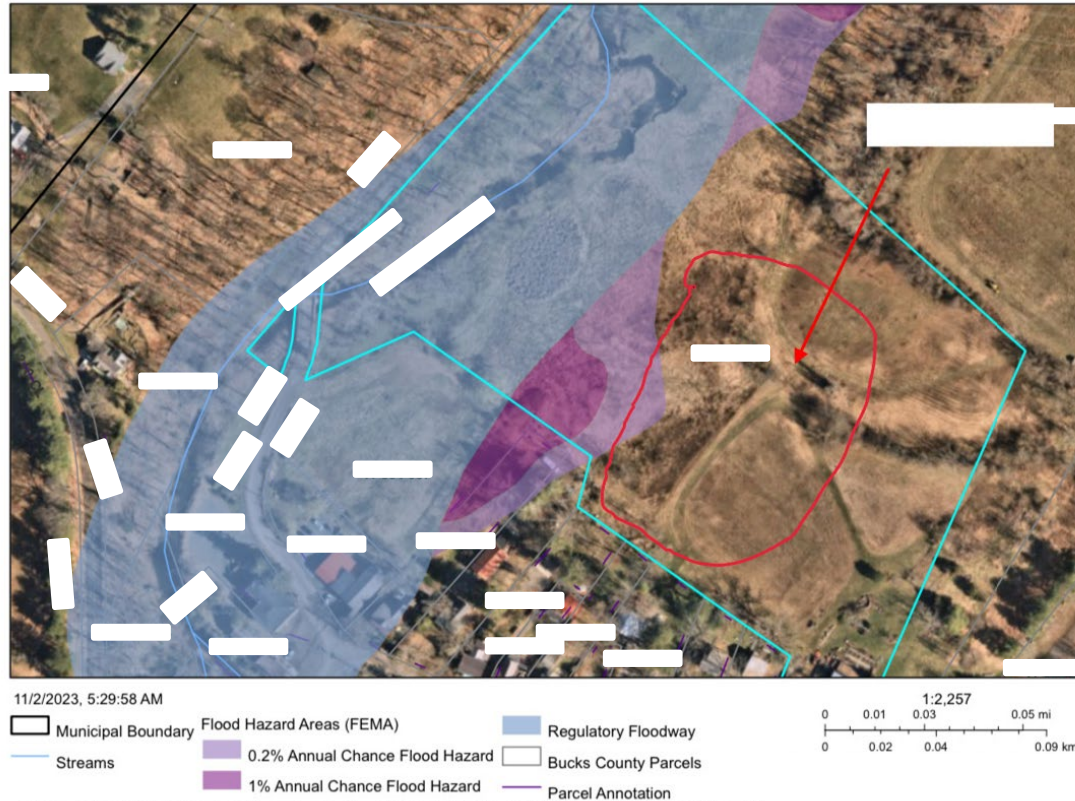 11/2/2023, 5:29:58 AM
1:2,257
Municipal Boundary
Streams
Flood Hazard Areas (FEMA)
0.2% Annual Chance Flood Hazard
1% Annual Chance Flood Hazard
Regulatory Floodway
Bucks County Parcels
Parcel Annotation
0 0.01 0.03 0.05 mi
0 0.02 0.04 0.09 km